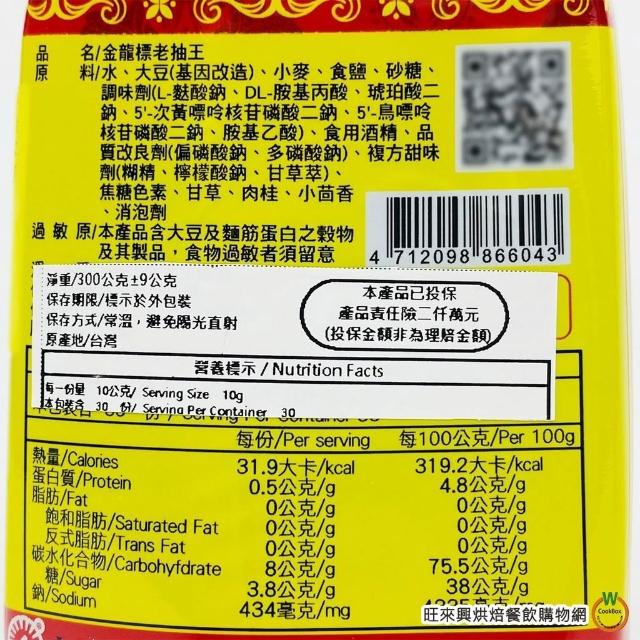 品 名/金龍標老抽王
原 料/水、大豆(基因改造)、小麥、食鹽、砂糖、
調味劑(L-麩酸鈉、DL-胺基丙酸、琥珀酸二
鈉、5'-次黃嘌呤核苷磷酸二鈉、5'-鳥嘌呤
核苷磷酸二鈉、胺基乙酸)、食用酒精、品
質改良劑(偏磷酸鈉、多磷酸鈉)、複方甜味
劑(糊精、檸檬酸鈉、甘草萃)、
焦糖色素、甘草、肉桂、小茴香
、消泡劑
過 敏 原/本產品含大豆及麵筋蛋白之穀物
及其製品，食物過敏者須留意
4 712098 866043
淨重/300公克±9公克
保存期限/標示於外包裝
保存方式/常溫，避免陽光直射
原產地/台灣
本產品已投保
產品責任險二仟萬元
(投保金額非為理賠金額)
營養標示 / Nutrition Facts
每一份量 10公克/ Serving Size 10g
本包裝含 30 份/ Serving Per Container 30
每份/Per serving 每100公克/Per 100g
熱量/Calories 31.9大卡/kcal 319.2大卡/kcal
蛋白質/Protein 0.5公克/g 4.8公克/g
脂肪/Fat 0公克/g 0公克/g
飽和脂肪/Saturated Fat 0公克/g 0公克/g
反式脂肪/Trans Fat 0公克/g 0公克/g
碳水化合物/Carbohyfdrate 8公克/g 75.5公克/g
糖/Sugar 3.8公克/g 38公克/g
鈉/Sodium 434毫克/mg
旺來興烘焙餐飲購物網
W
CookBox